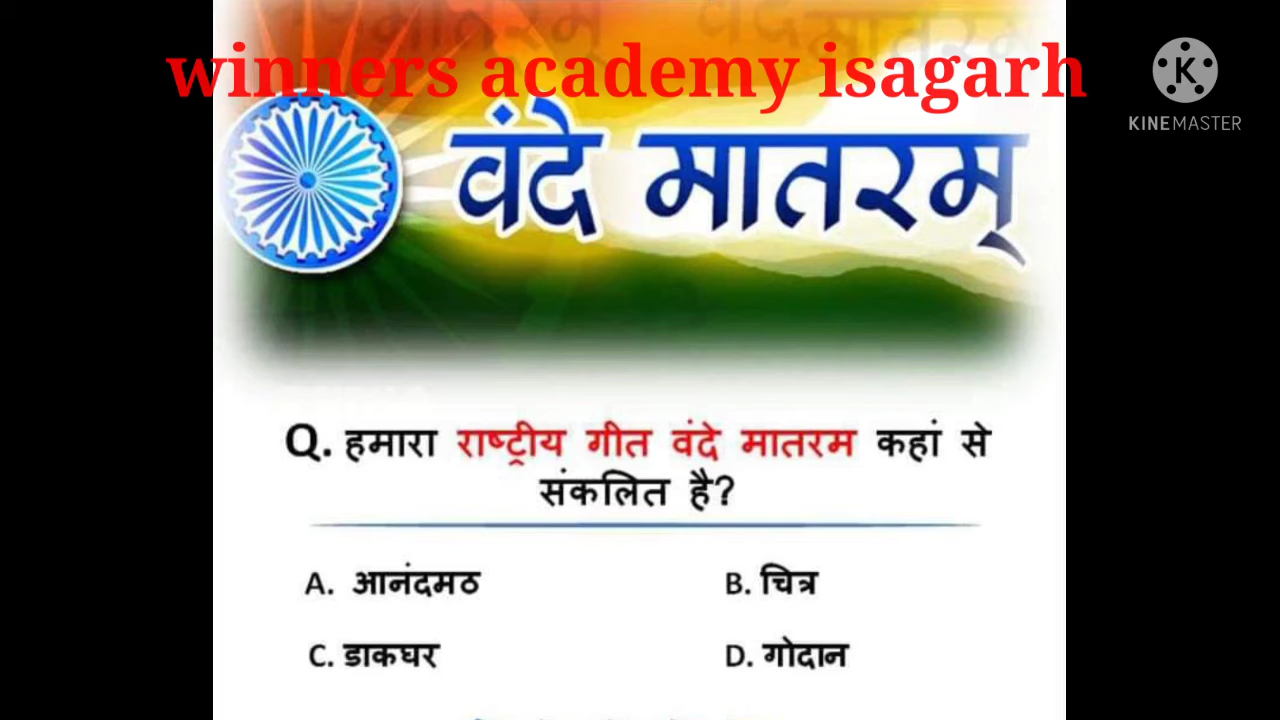 winners academy isagarh
KINEMASTER
वंदे मातरम्
Q. हमारा राष्ट्रीय गीत वंदे मातरम कहां से
संकलित है?
A. आनंदमठ
B. चित्र
C. डाकघर
D. गोदान